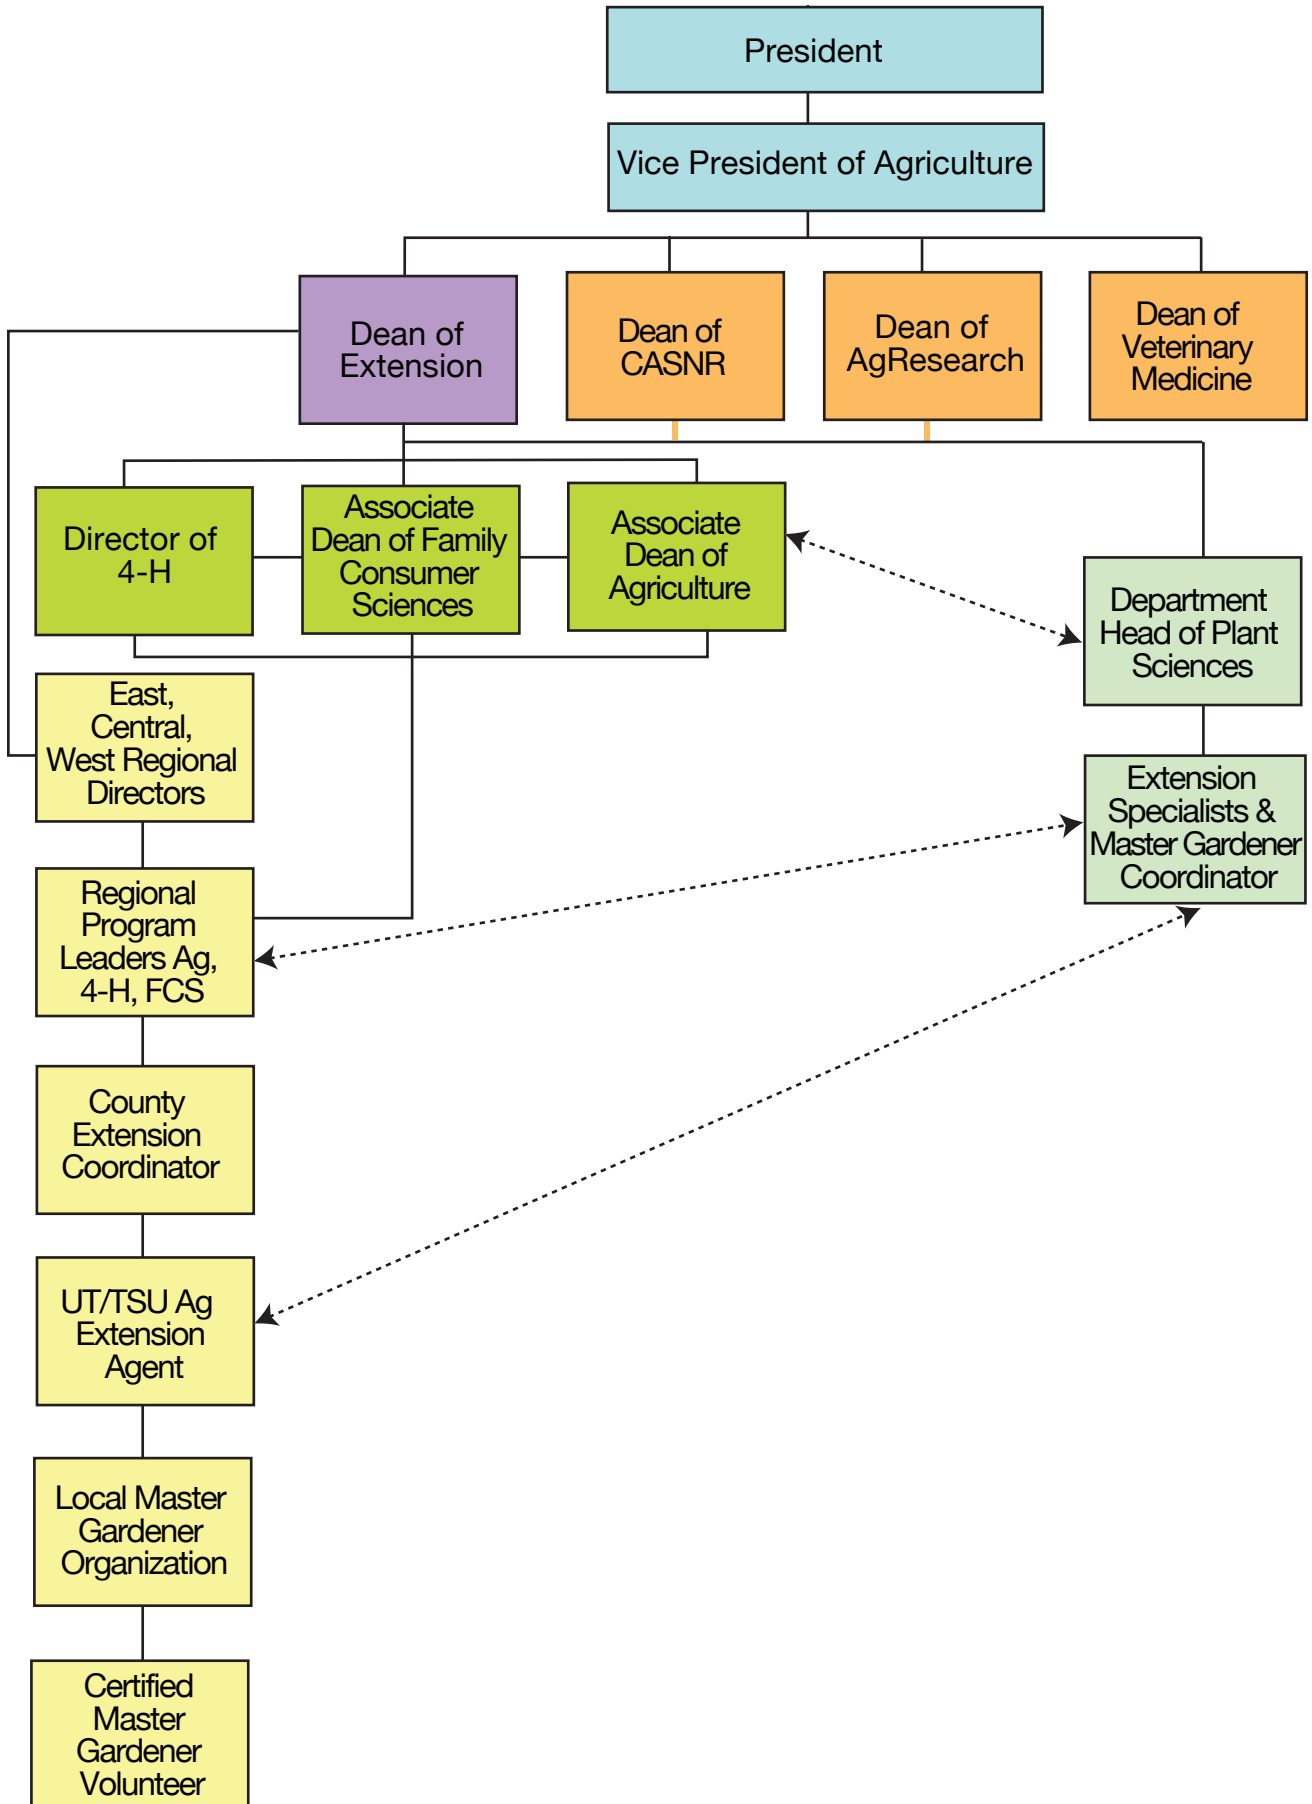 President
Vice President of Agriculture
Dean of
Extension
Dean of
CASNR
Dean of
AgResearch
Dean of
Veterinary
Medicine
Director of
4-H
Associate
Dean of Family
Consumer
Sciences
Associate
Dean of
Agriculture
Department
Head of Plant
Sciences
East,
Central,
West Regional
Directors
Extension
Specialists &
Master Gardener
Coordinator
Regional
Program
Leaders Ag,
4-H, FCS
County
Extension
Coordinator
UT/TSU Ag
Extension
Agent
Local Master
Gardener
Organization
Certified
Master
Gardener
Volunteer